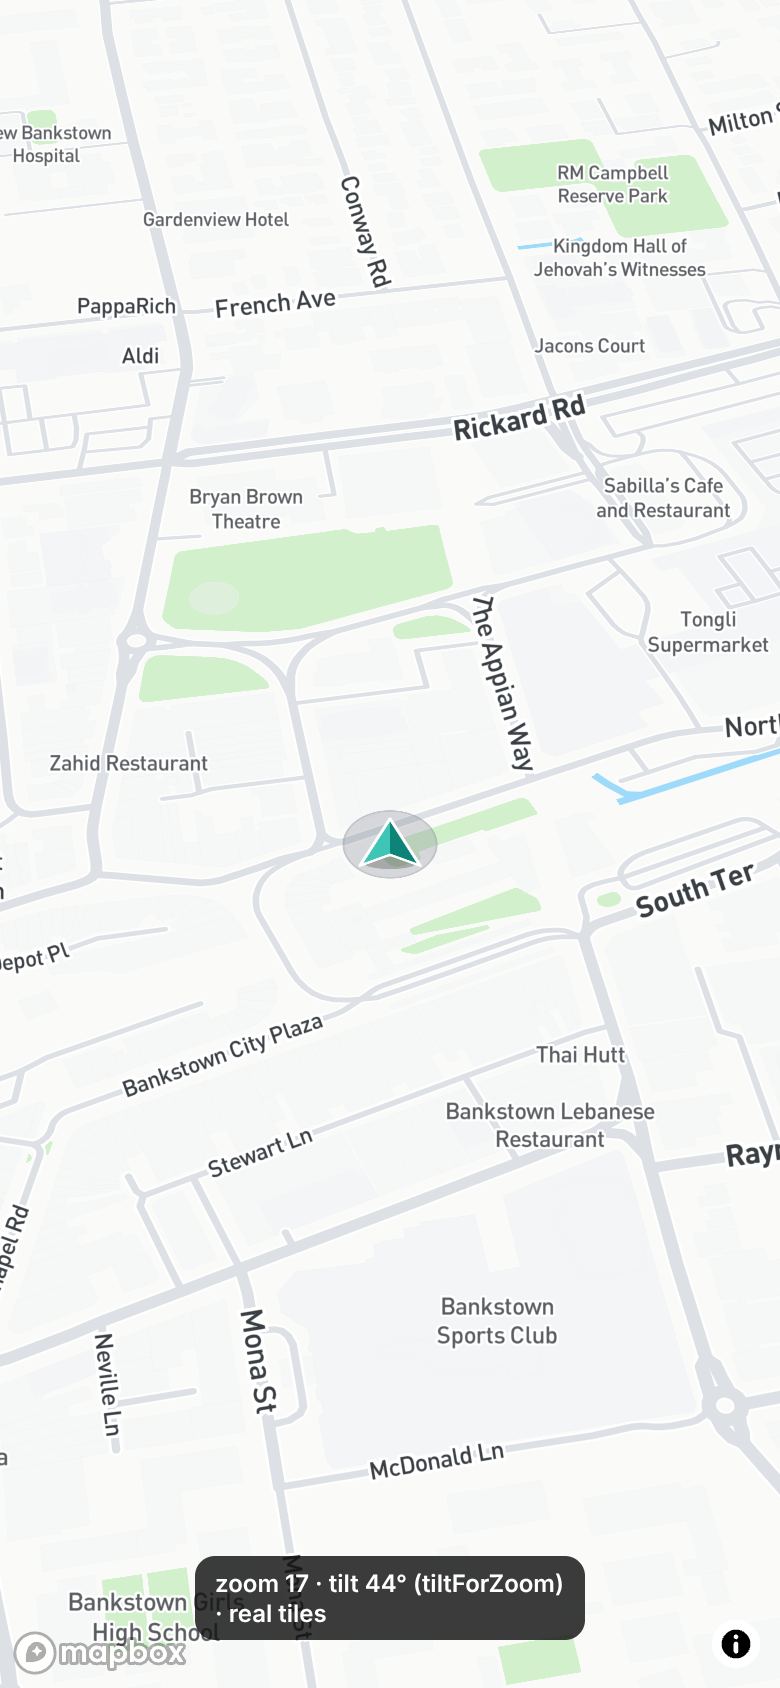 Milton
ew Bankstown
Hospital
RM Campbell
Reserve Park
Conway Rd
Gardenview Hotel
Kingdom Hall of
Jehovah's Witnesses
PappaRich
French Ave
Aldi
Jacons Court
Rickard Rd
Bryan Brown
Theatre
Sabilla's Cafe
and Restaurant
The Appian Way
Tongli
Supermarket
Nort
Zahid Restaurant
South Ter
epot Pl
Bankstown City Plaza
Thai Hutt
Bankstown Lebanese
Restaurant
Stewart Ln
Rayn
apel Rd
Bankstown
Sports Club
Mona St
Neville Ln
McDonald Ln
zoom 17 · tilt 44° (tiltForZoom)
· real tiles
Bankstown Girls
High School
mapbox